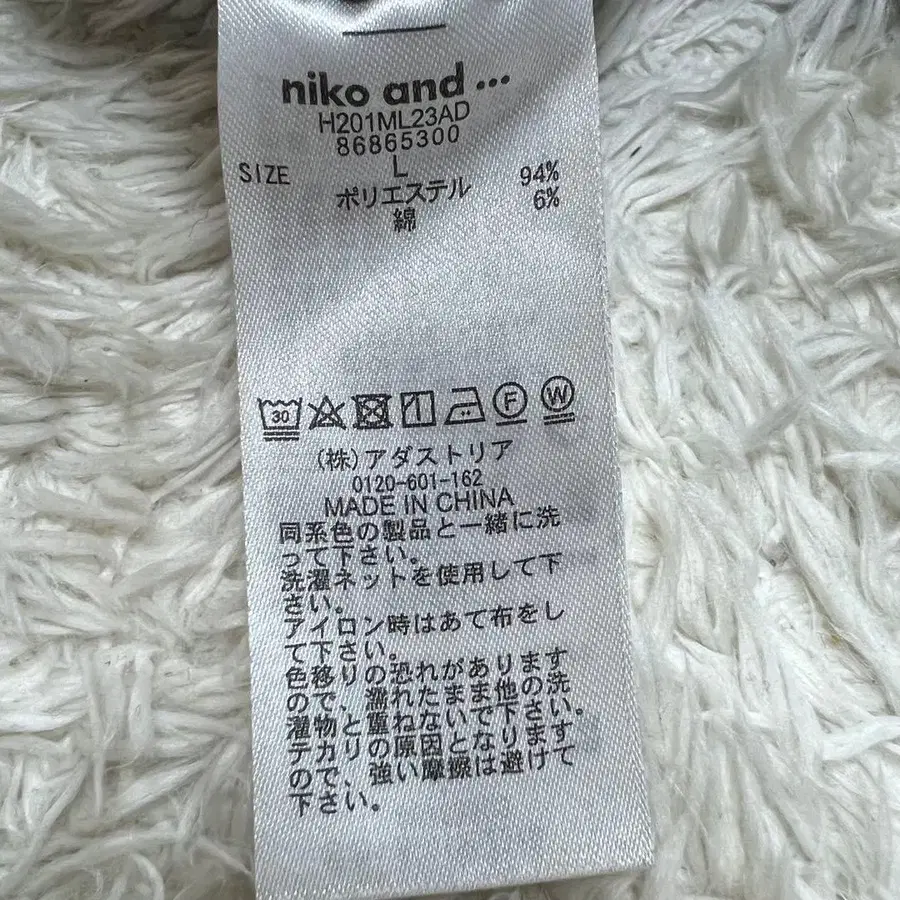 niko and ...
H201ML23AD
86865300
SIZE L
ポリエステル 94%
綿 6%
30 F W
(株)アダストリア
0120-601-162
MADE IN CHINA
同系色の製品と一緒に洗
って下さい。
洗濯ネットを使用して下
さい。
アイロン時はあて布をし
て下さい。
色移りの恐れがあります
ので、濡れたまま他の洗
濯物と重ねないで下さい。
テカリの原因となります
ので、強い摩擦は避けて
下さい。